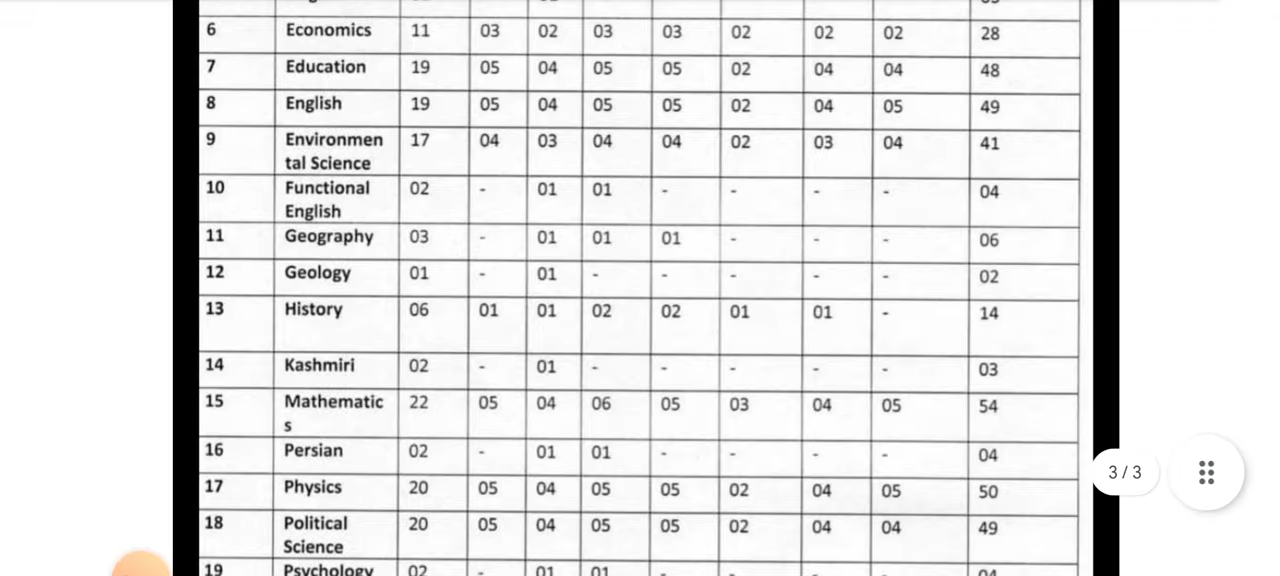 6 Economics 11 03 02 03 03 02 02 02 28
7 Education 19 05 04 05 05 02 04 04 48
8 English 19 05 04 05 05 02 04 05 49
9 Environmen 17 04 03 04 04 02 03 04 41
tal Science
10 Functional 02 - 01 01 - - - - 04
English
11 Geography 03 - 01 01 01 - - - 06
12 Geology 01 - 01 - - - - - 02
13 History 06 01 01 02 02 01 01 - 14
14 Kashmiri 02 - 01 - - - - - 03
15 Mathematic 22 05 04 06 05 03 04 05 54
s
16 Persian 02 - 01 01 - - - - 04
3 / 3
17 Physics 20 05 04 05 05 02 04 05 50
18 Political 20 05 04 05 05 02 04 04 49
Science
19 Psychology 02 - 01 01 - - - - 04